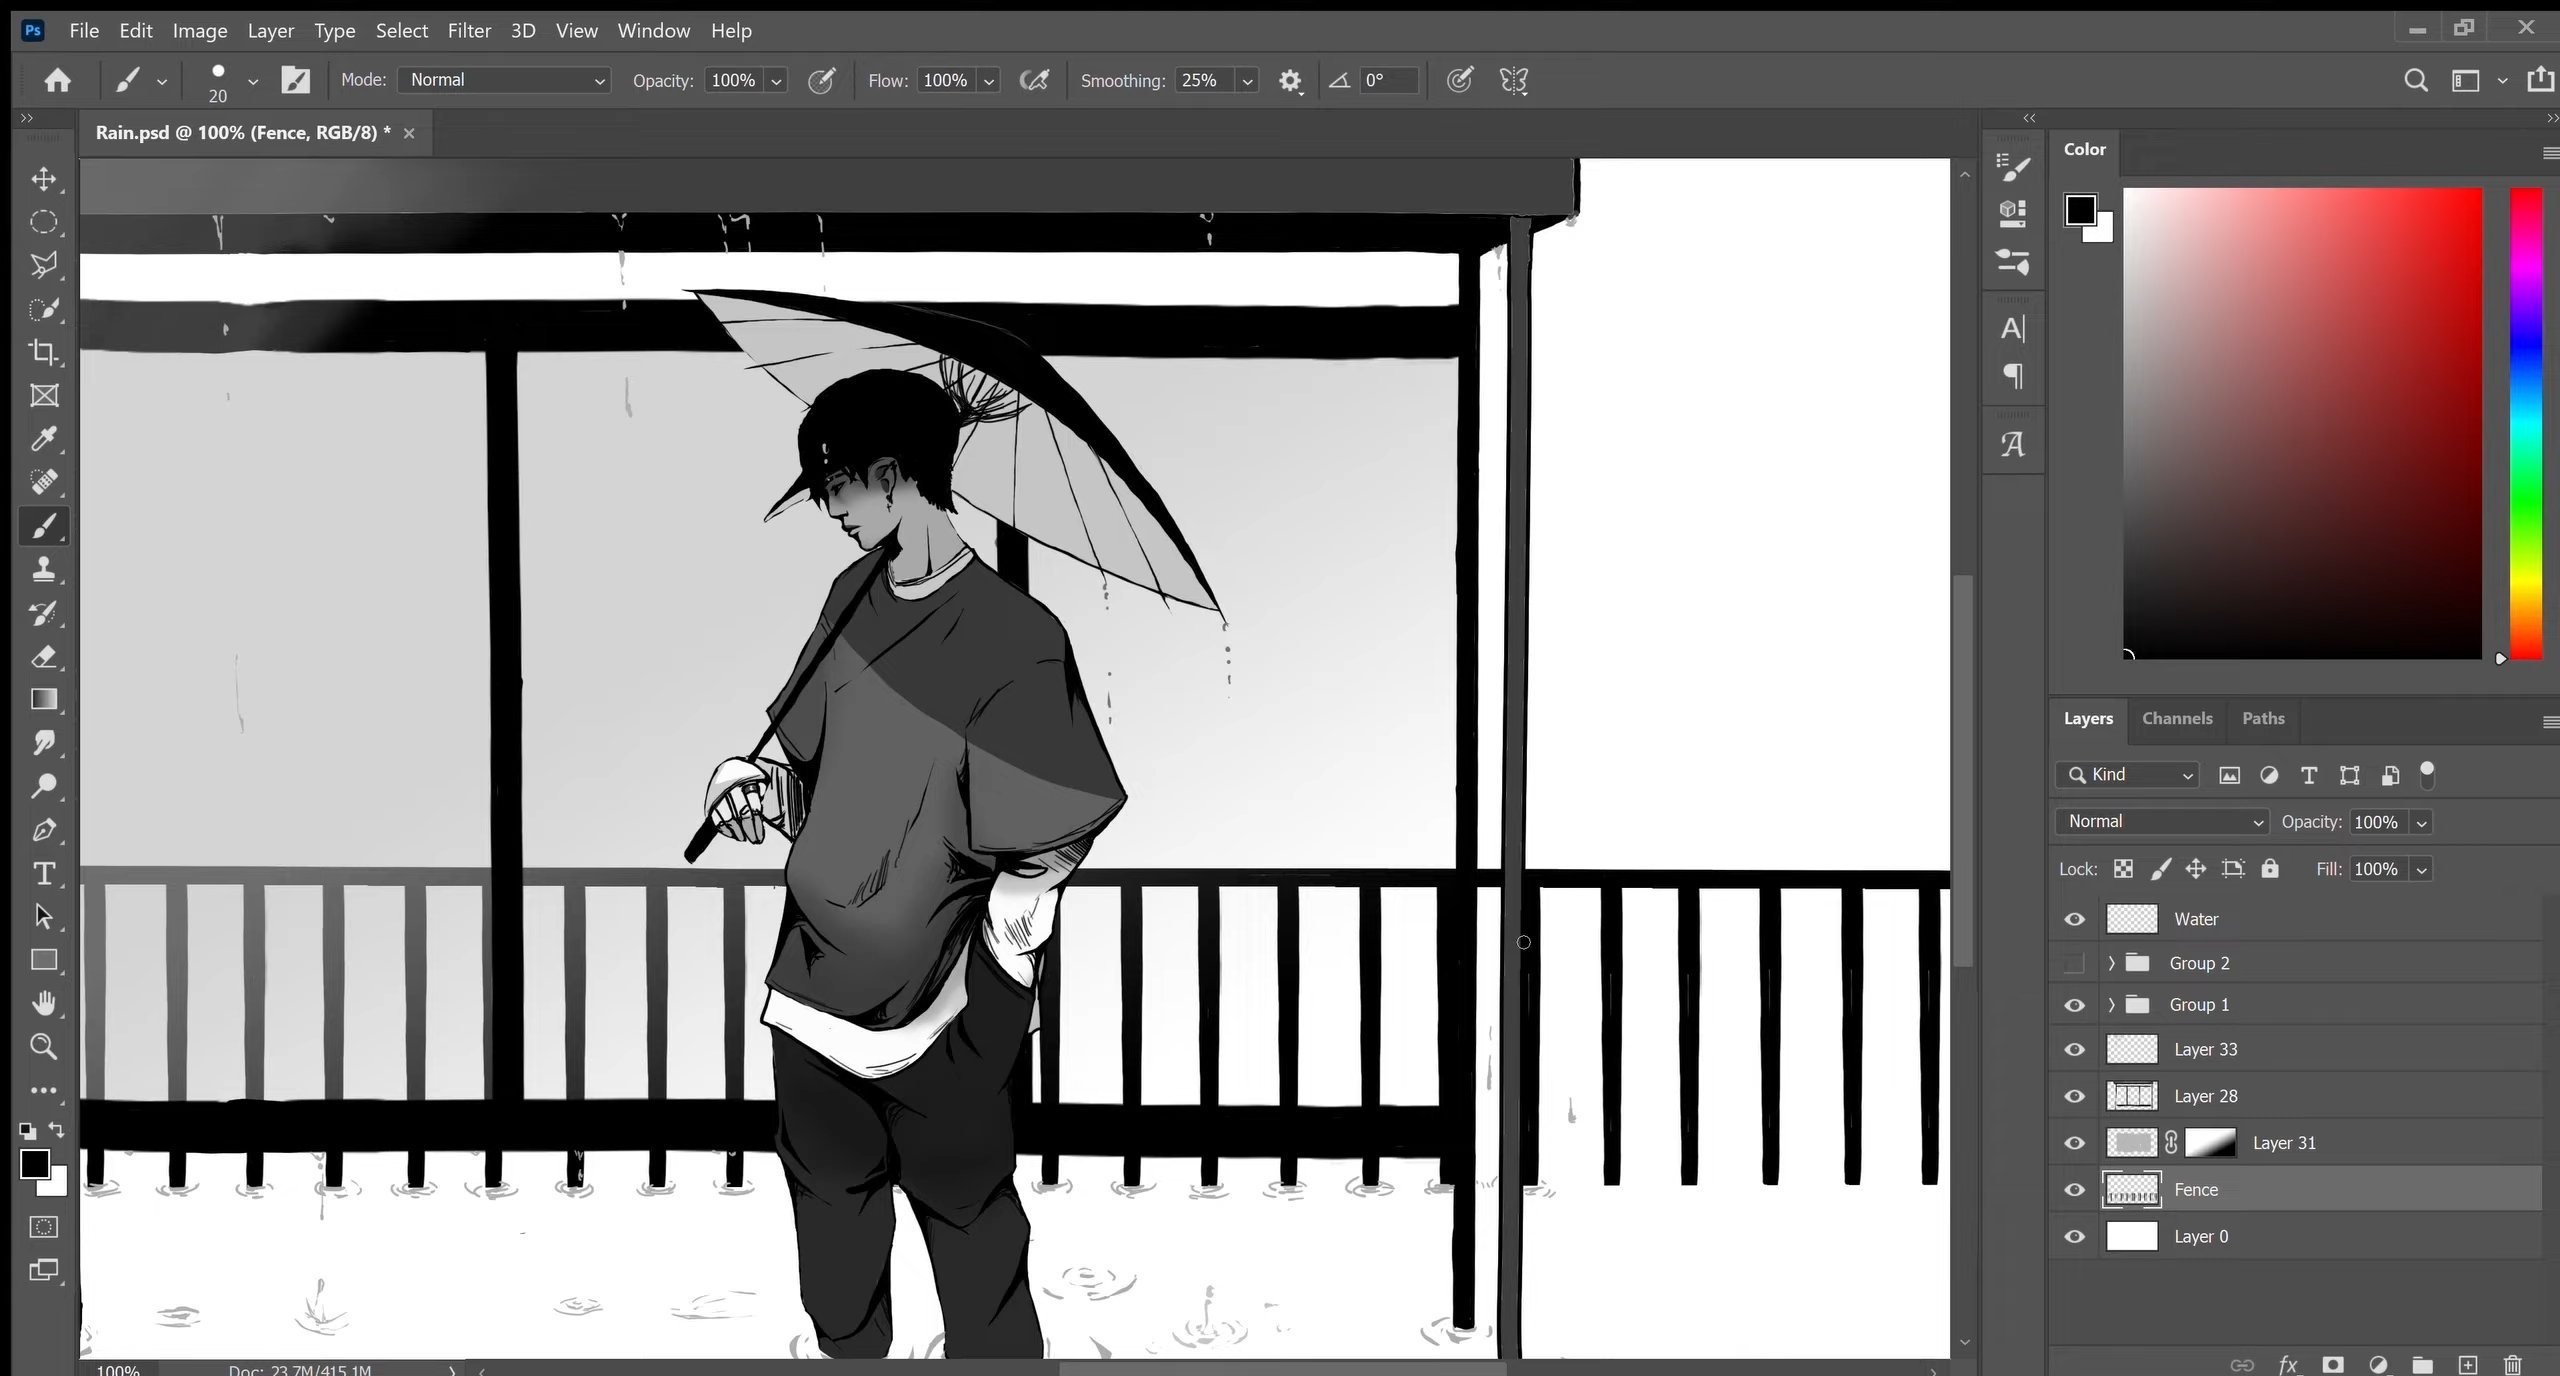 Ps File Edit Image Layer Type Select Filter 3D View Window Help
20 Mode: Normal Opacity: 100% Flow: 100% Smoothing: 25% 0°
Rain.psd @ 100% (Fence, RGB/8) *
Color
Layers Channels Paths
Kind
Normal Opacity: 100%
Lock: Fill: 100%
Water
Group 2
Group 1
Layer 33
Layer 28
Layer 31
Fence
Layer 0
100% Doc: 23.7M/415.1M
fx